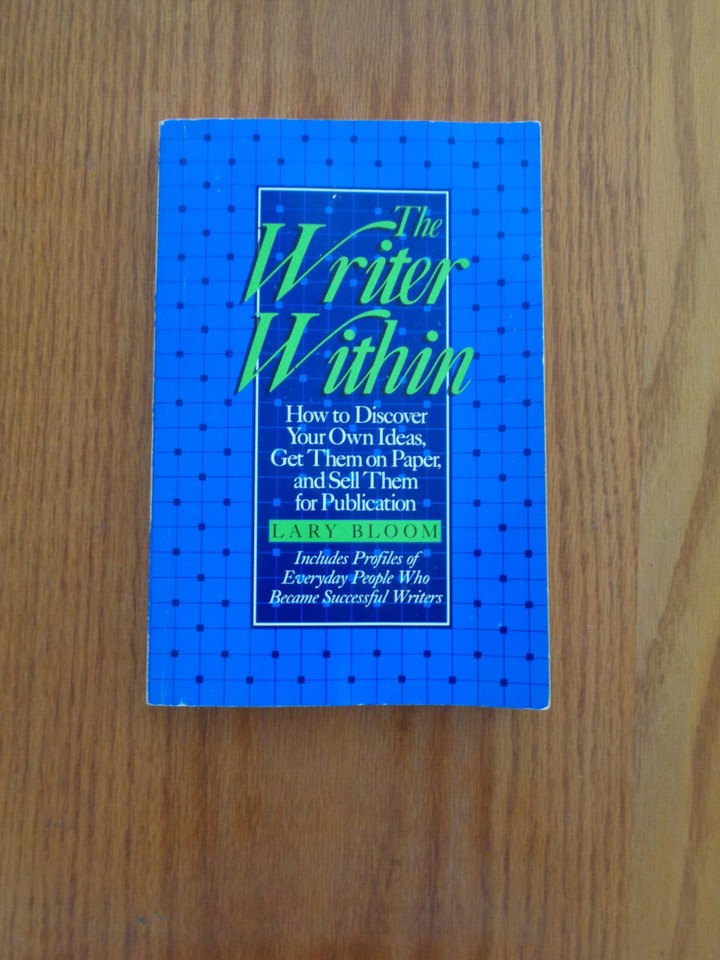 The
Writer
Within
How to Discover
Your Own Ideas,
Get Them on Paper,
and Sell Them
for Publication
LARY BLOOM
Includes Profiles of
Everyday People Who
Became Successful Writers